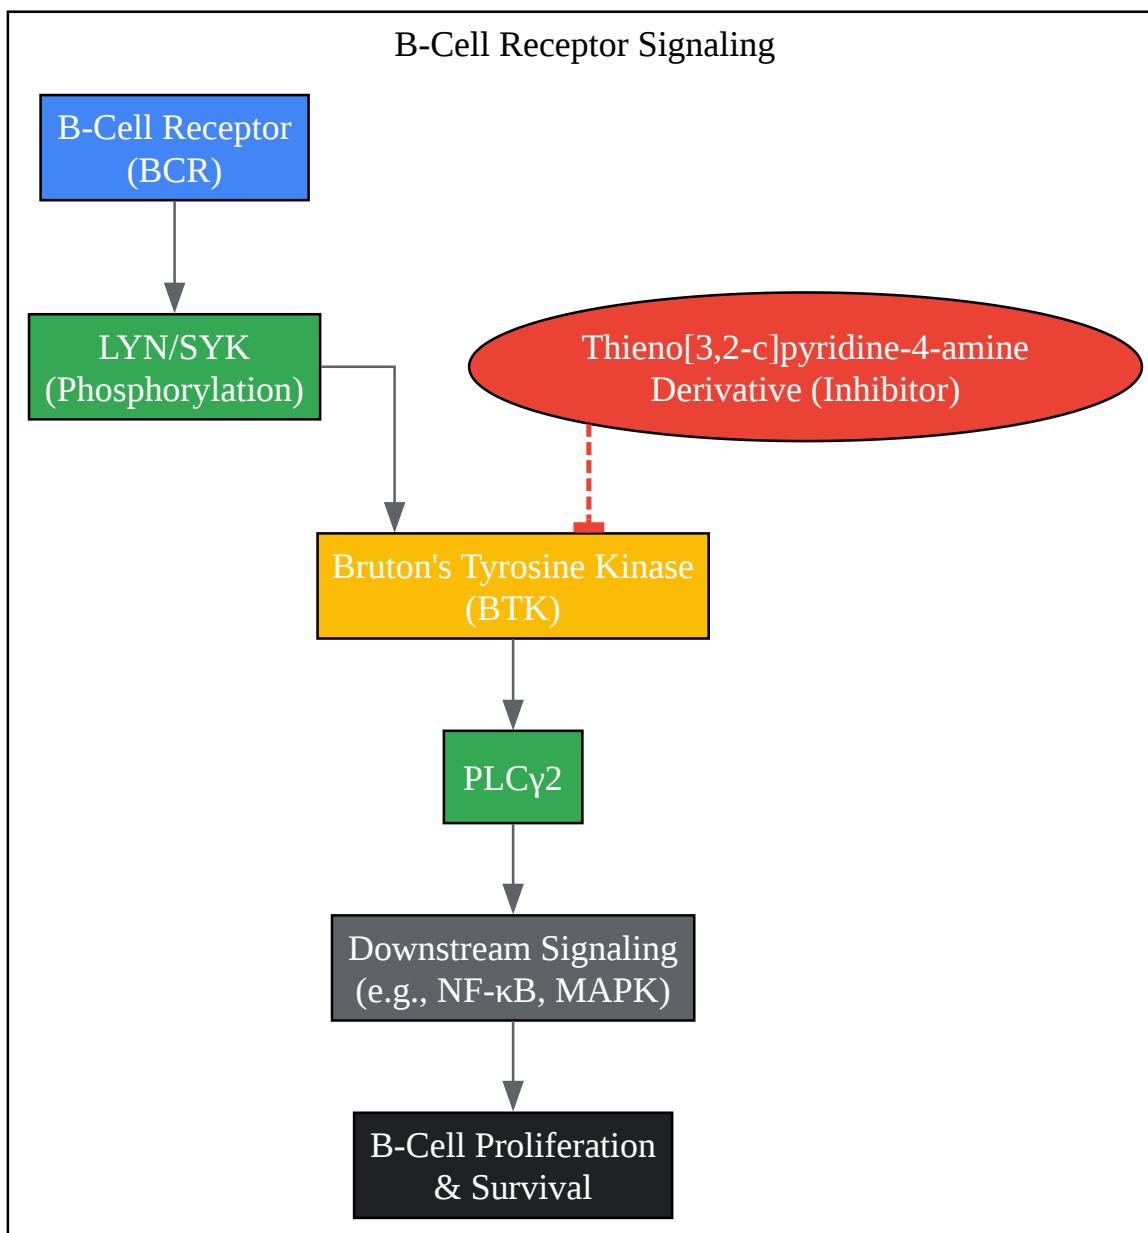 B-Cell Receptor Signaling
B-Cell Receptor
(BCR)
LYN/SYK
(Phosphorylation)
Thieno[3,2-c]pyridine-4-amine
Derivative (Inhibitor)
Bruton's Tyrosine Kinase
(BTK)
PLCγ2
Downstream Signaling
(e.g., NF-κB, MAPK)
B-Cell Proliferation
& Survival